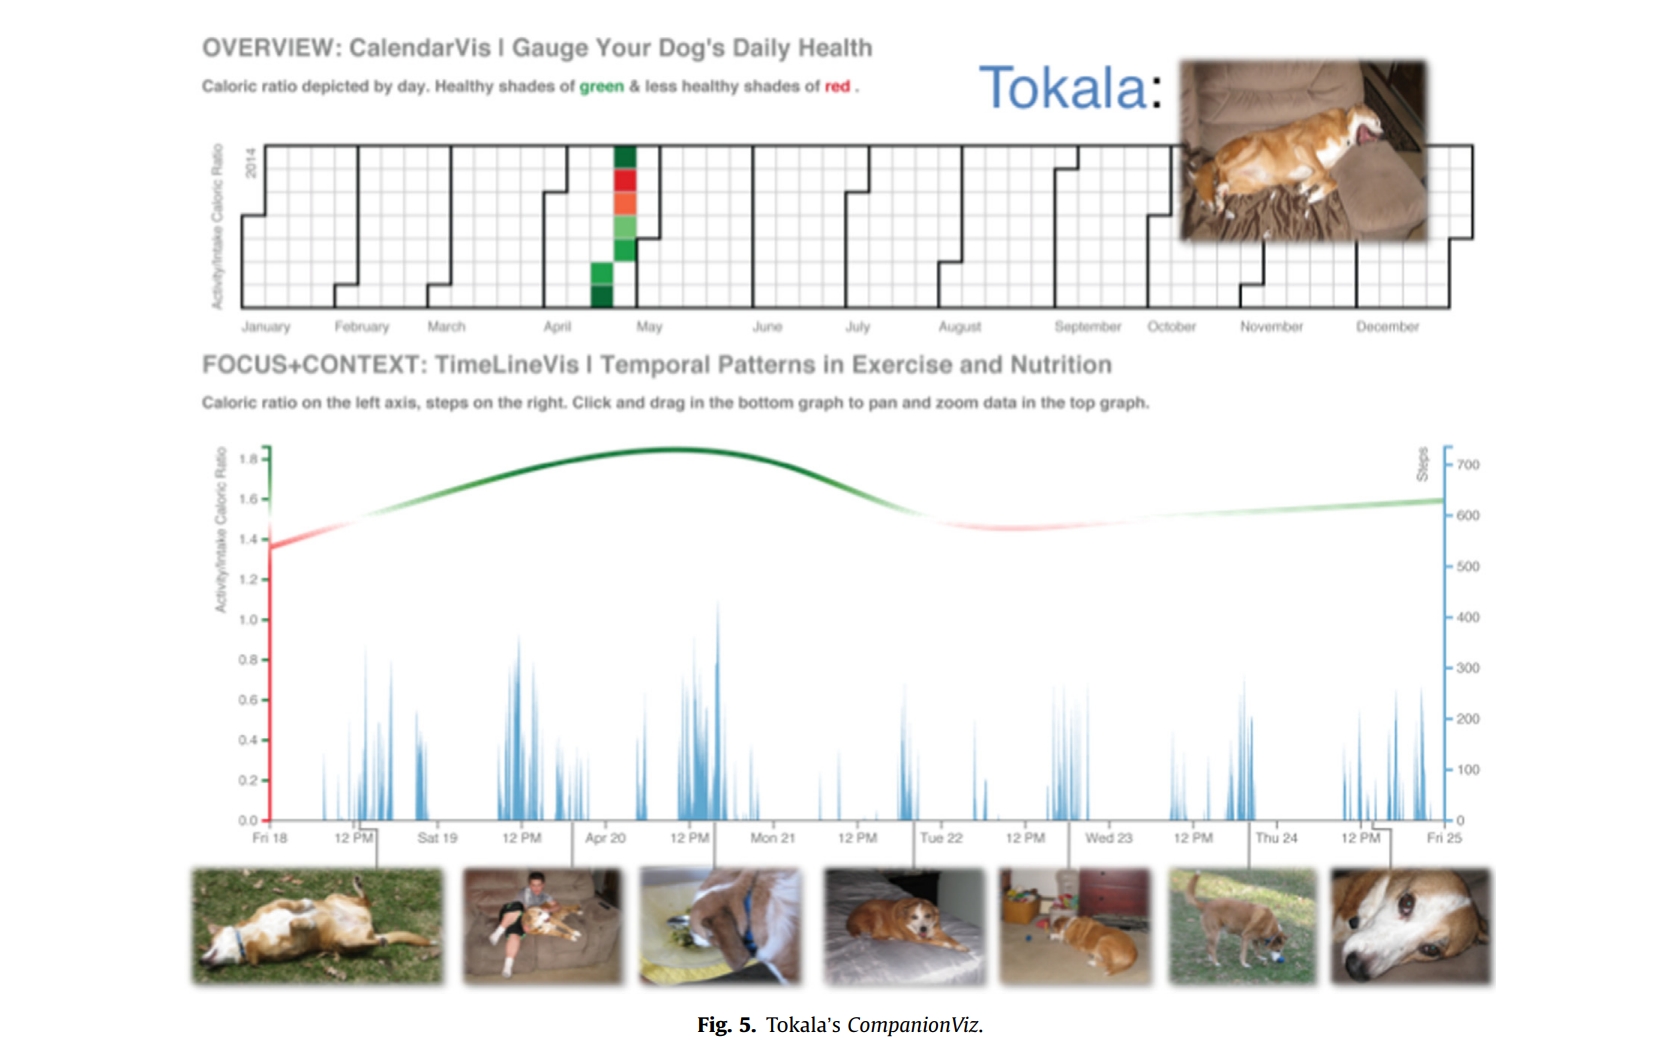 OVERVIEW: CalendarVis | Gauge Your Dog's Daily Health
Caloric ratio depicted by day. Healthy shades of green & less healthy shades of red .
Tokala:
Activity/Intake Caloric Ratio
2014
January February March April May June July August September October November December
FOCUS+CONTEXT: TimeLineVis | Temporal Patterns in Exercise and Nutrition
Caloric ratio on the left axis, steps on the right. Click and drag in the bottom graph to pan and zoom data in the top graph.
Activity/Intake Caloric Ratio
1.8
1.6
1.4
1.2
1.0
0.8
0.6
0.4
0.2
0.0
Steps
700
600
500
400
300
200
100
0
Fri 18 12 PM Sat 19 12 PM Apr 20 12 PM Mon 21 12 PM Tue 22 12 PM Wed 23 12 PM Thu 24 12 PM Fri 25
Fig. 5. Tokala's CompanionViz.